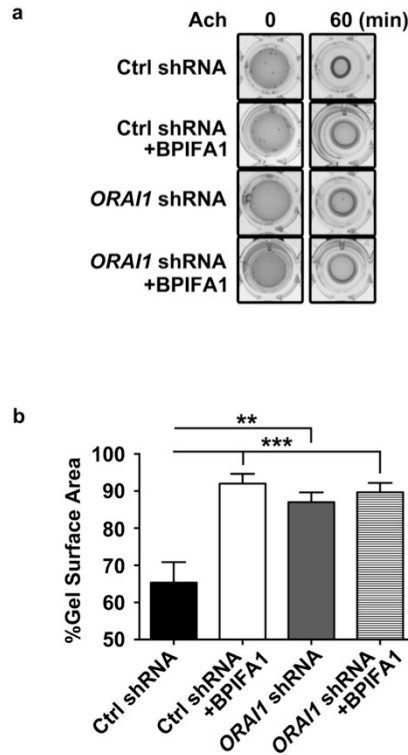 a
Ach 0 60 (min)
Ctrl shRNA
Ctrl shRNA
+BPIFA1
ORAI1 shRNA
ORAI1 shRNA
+BPIFA1
b
**
***
%Gel Surface Area
100
90
80
70
60
50
Ctrl shRNA
Ctrl shRNA
+BPIFA1
ORAI1 shRNA
ORAI1 shRNA
+BPIFA1